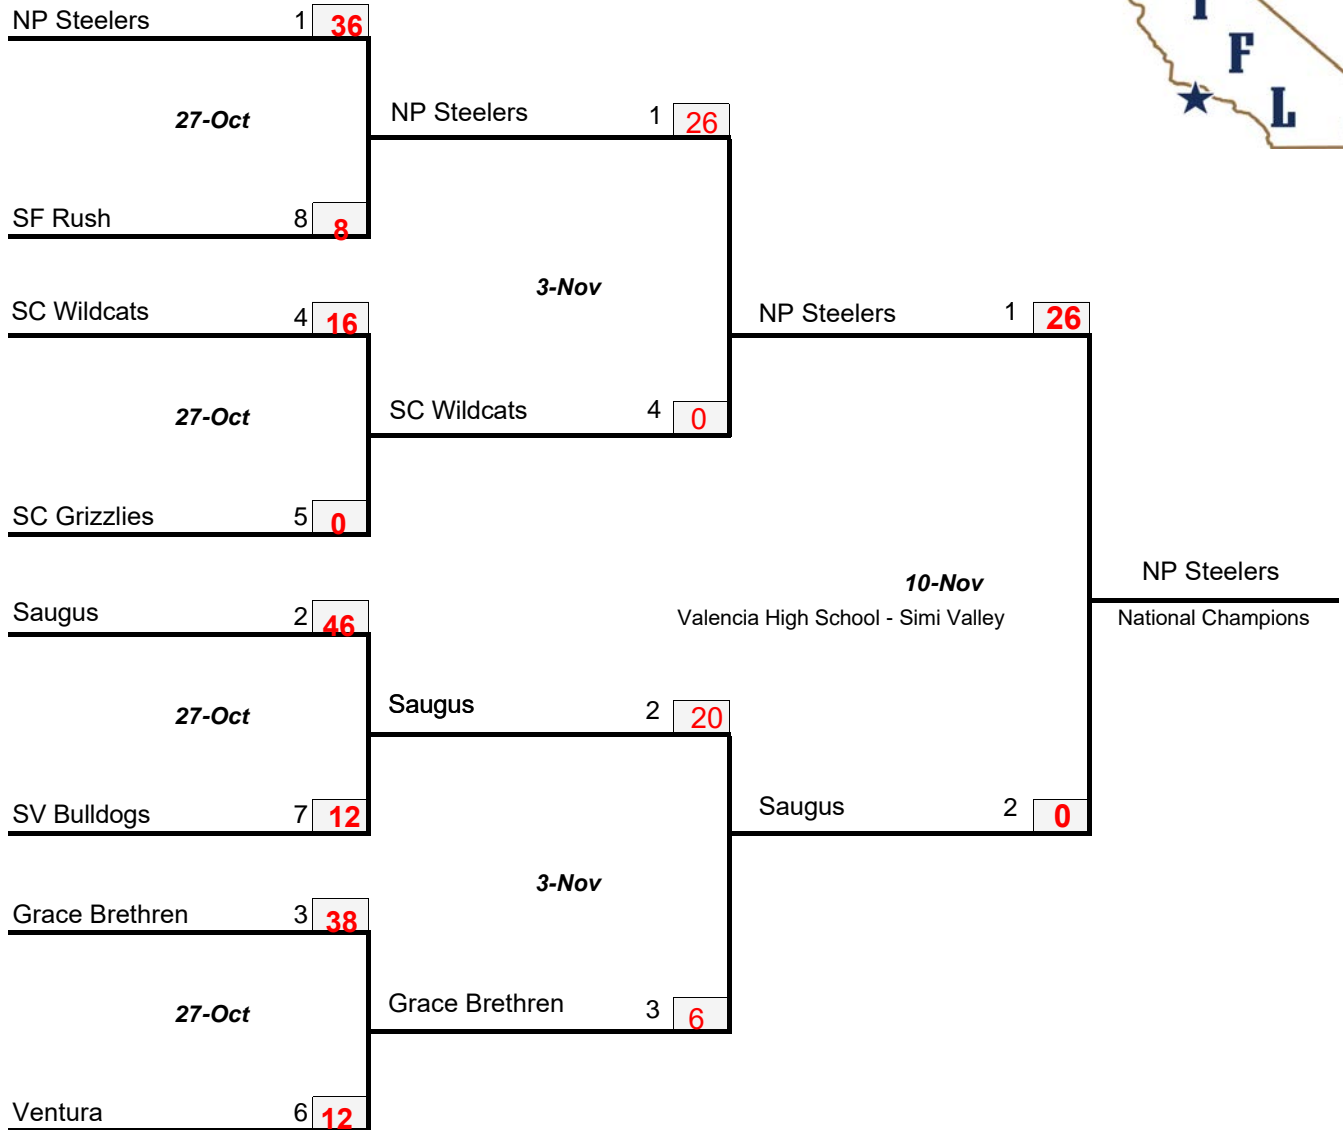 NP Steelers 1 36
27-Oct
SF Rush 8 8
SC Wildcats 4 16
27-Oct
SC Grizzlies 5 0
Saugus 2 46
27-Oct
SV Bulldogs 7 12
Grace Brethren 3 38
27-Oct
Ventura 6 12
NP Steelers 1 26
3-Nov
SC Wildcats 4 0
Saugus 2 20
3-Nov
Grace Brethren 3 6
NP Steelers 1 26
10-Nov
Valencia High School - Simi Valley
Saugus 2 0
NP Steelers
National Champions
F
L